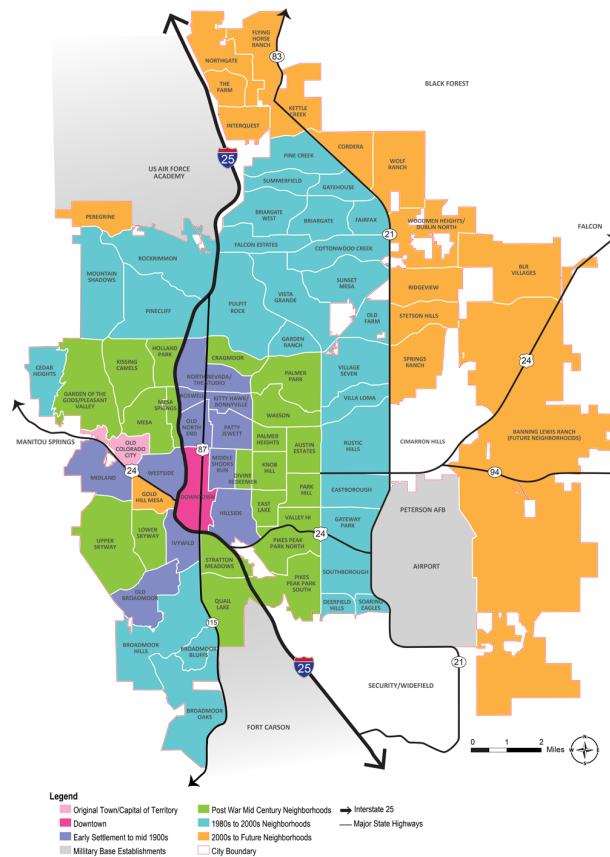 FLYING
HORSE
RANCH
83
NORTHGATE
BLACK FOREST
THE
FARM
KETTLE
CREEK
INTERQUEST
CORDERA
PINE CREEK
WOLF
RANCH
25
US AIR FORCE
ACADEMY
SUMMERFIELD
GATEHOUSE
PEREGRINE
BRIARGATE
WEST
BRIARGATE
FAIRFAX
WOODMEN HEIGHTS/
DUBLIN NORTH
FALCON
21
ROCKRIMMON
FALCON ESTATES
COTTONWOOD CREEK
MOUNTAIN
SHADOWS
BLR
VILLAGES
SUNSET
MESA
RIDGEVIEW
VISTA
GRANDE
PULPIT
ROCK
PINECLIFF
OLD
FARM
STETSON HILLS
GARDEN
RANCH
HOLLAND
PARK
KISSING
CAMELS
CRAGMOOR
24
CEDAR
HEIGHTS
SPRINGS
RANCH
VILLAGE
SEVEN
PALMER
PARK
NORTH NEVADA/
THE STUDIO
GARDEN OF THE
GODS/PLEASANT
VALLEY
ROSWELL
KITTY HAWK/
BONNYVILLE
VILLA LOMA
MESA
SPRINGS
MESA
WASSON
OLD
NORTH
END
PATTY
JEWETT
BANNING LEWIS RANCH
(FUTURE NEIGHBORHOODS)
MANITOU SPRINGS
OLD
COLORADO
CITY
PALMER
HEIGHTS
AUSTIN
ESTATES
RUSTIC
HILLS
CIMARRON HILLS
87
24
MIDDLE
SHOOKS
RUN
KNOB
HILL
94
MIDLAND
WESTSIDE
DIVINE
REDEEMER
PARK
HILL
EASTBOROUGH
GOLD
HILL MESA
DOWNTOWN
HILLSIDE
EAST
LAKE
PETERSON AFB
VALLEY HI
GATEWAY
PARK
LOWER
SKYWAY
24
UPPER
SKYWAY
IVYWILD
PIKES PEAK
PARK NORTH
STRATTON
MEADOWS
AIRPORT
SOUTHBOROUGH
PIKES
PEAK PARK
SOUTH
OLD
BROADMOOR
QUAIL
LAKE
DEERFIELD
HILLS
SOARING
EAGLES
115
BROADMOOR
HILLS
BROADMOOR
BLUFFS
25
21
SECURITY/WIDEFIELD
BROADMOOR
OAKS
FORT CARSON
0 1 2
Miles
N
W E
S
Legend
Original Town/Capital of Territory
Downtown
Early Settlement to mid 1900s
Military Base Establishments
Post War Mid Century Neighborhoods
1980s to 2000s Neighborhoods
2000s to Future Neighborhoods
City Boundary
Interstate 25
Major State Highways